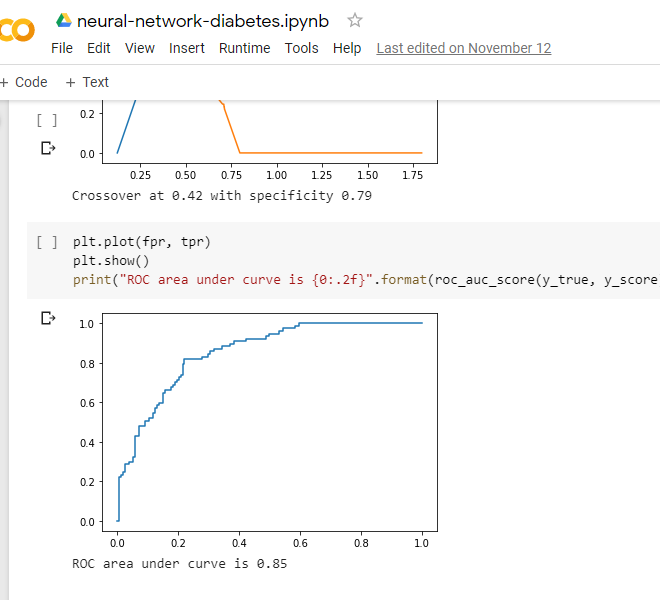 neural-network-diabetes.ipynb
File Edit View Insert Runtime Tools Help Last edited on November 12
+ Code + Text
0.2
[ ]
0.0
0.25 0.50 0.75 1.00 1.25 1.50 1.75
Crossover at 0.42 with specificity 0.79
[ ] plt.plot(fpr, tpr)
plt.show()
print("ROC area under curve is {0:.2f}".format(roc_auc_score(y_true, y_score
1.0
0.8
0.6
0.4
0.2
0.0
0.0 0.2 0.4 0.6 0.8 1.0
ROC area under curve is 0.85